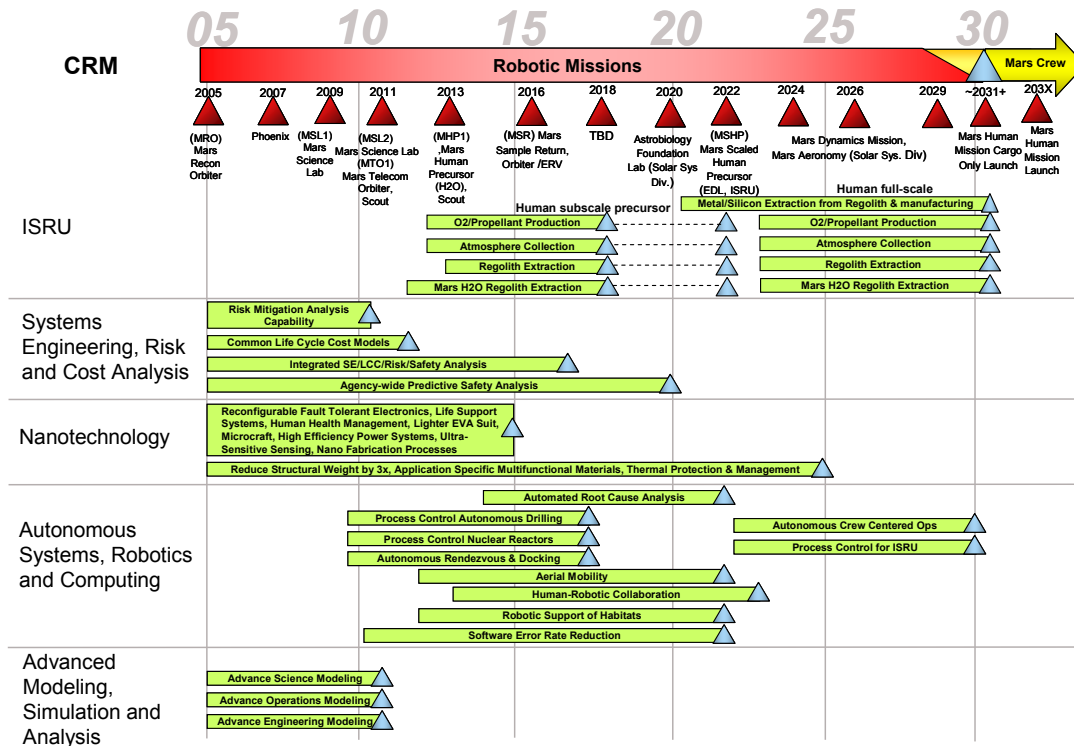 05 10 15 20 25 30
CRM
Robotic Missions
Mars Crew
2005
2007
2009
2011
2013
2016
2018
2020
2022
2024
2026
2029
~2031+
203X
(MRO)
Mars
Recon
Orbiter
Phoenix
(MSL1)
Mars
Science
Lab
(MSL2)
Mars Science Lab
(MTO1)
Mars Telecom
Orbiter,
Scout
(MHP1)
,Mars
Human
Precursor
(H2O),
Scout
(MSR) Mars
Sample Return,
Orbiter /ERV
TBD
Astrobiology
Foundation
Lab (Solar Sys
Div.)
(MSHP)
Mars Scaled
Human
Precursor
(EDL, ISRU)
Mars Dynamics Mission,
Mars Aeronomy (Solar Sys. Div)
Mars Human
Mission Cargo
Only Launch
Mars
Human
Mission
Launch
ISRU
Human subscale precursor
Human full-scale
Metal/Silicon Extraction from Regolith & manufacturing
O2/Propellant Production
O2/Propellant Production
Atmosphere Collection
Atmosphere Collection
Regolith Extraction
Regolith Extraction
Mars H2O Regolith Extraction
Mars H2O Regolith Extraction
Systems
Engineering, Risk
and Cost Analysis
Risk Mitigation Analysis
Capability
Common Life Cycle Cost Models
Integrated SE/LCC/Risk/Safety Analysis
Agency-wide Predictive Safety Analysis
Nanotechnology
Reconfigurable Fault Tolerant Electronics, Life Support
Systems, Human Health Management, Lighter EVA Suit,
Microcraft, High Efficiency Power Systems, Ultra-
Sensitive Sensing, Nano Fabrication Processes
Reduce Structural Weight by 3x, Application Specific Multifunctional Materials, Thermal Protection & Management
Autonomous
Systems, Robotics
and Computing
Automated Root Cause Analysis
Process Control Autonomous Drilling
Autonomous Crew Centered Ops
Process Control Nuclear Reactors
Process Control for ISRU
Autonomous Rendezvous & Docking
Aerial Mobility
Human-Robotic Collaboration
Robotic Support of Habitats
Software Error Rate Reduction
Advanced
Modeling,
Simulation and
Analysis
Advance Science Modeling
Advance Operations Modeling
Advance Engineering Modeling